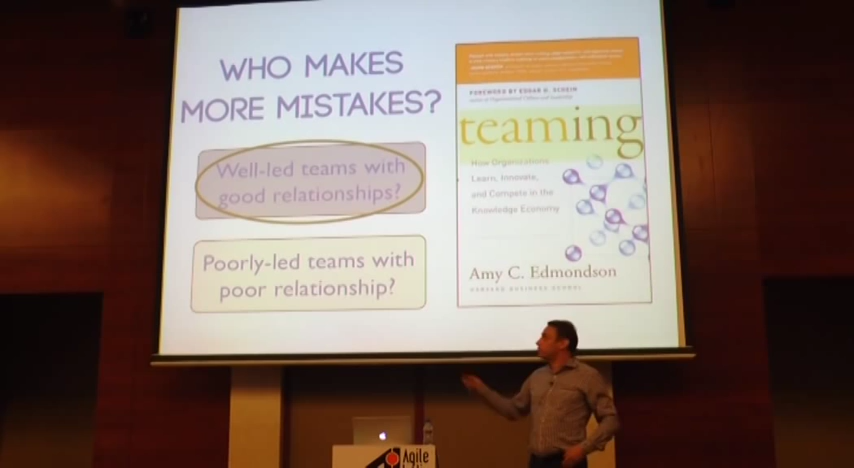 WHO MAKES
MORE MISTAKES?
Well-led teams with
good relationships?
Poorly-led teams with
poor relationship?
FOREWORD BY EDGAR H. SCHEIN
teaming
How Organizations
Learn, Innovate,
and Compete in the
Knowledge Economy
Amy C. Edmondson
HARVARD BUSINESS SCHOOL
Agile